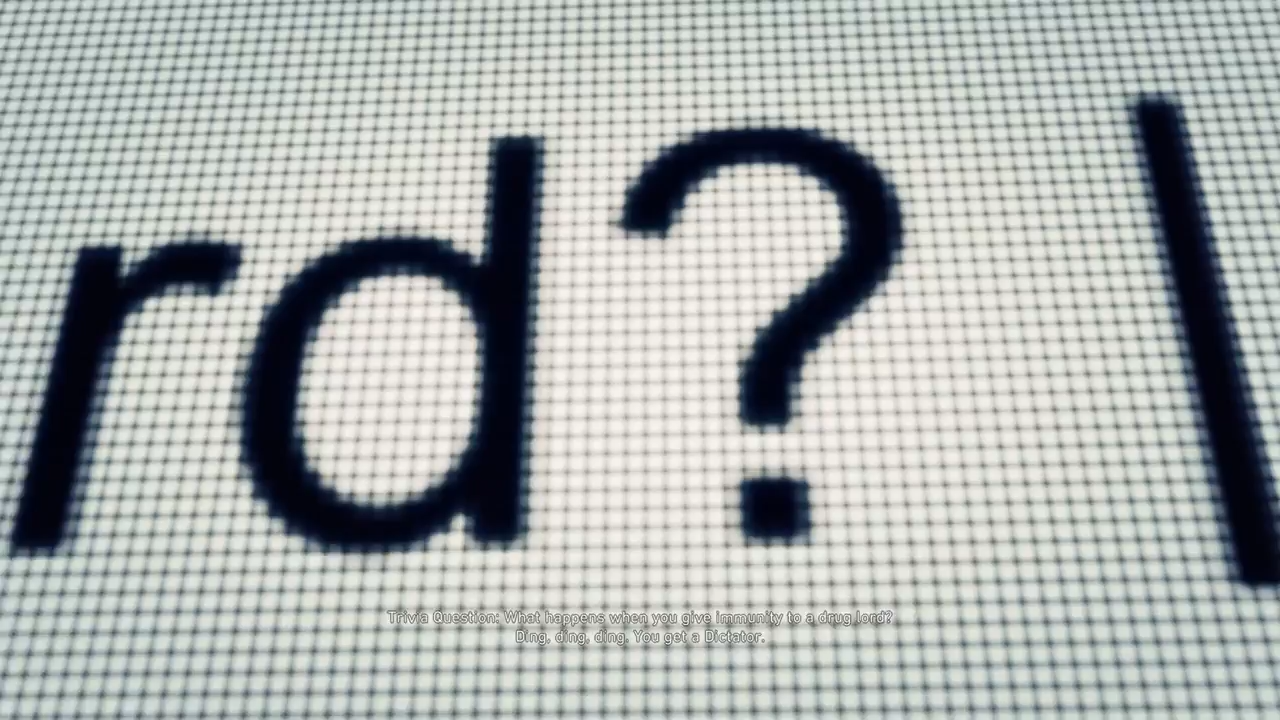 rd? |
Trivia Question: What happens when you give immunity to a drug lord?
Ding, ding, ding. You get a Dictator.